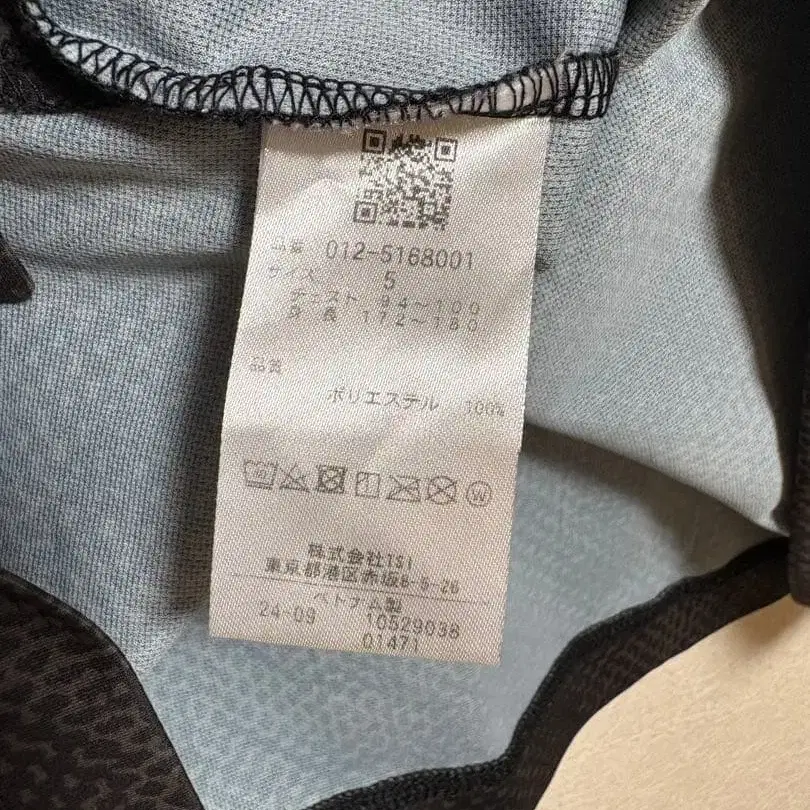 品番 012-5168001
サイズ 5
チェスト 94～100
身長 172～180
品質
ポリエステル 100%
W
株式会社TSI
東京都港区赤坂8-5-26
ベトナム製
24-09 10529038
01471